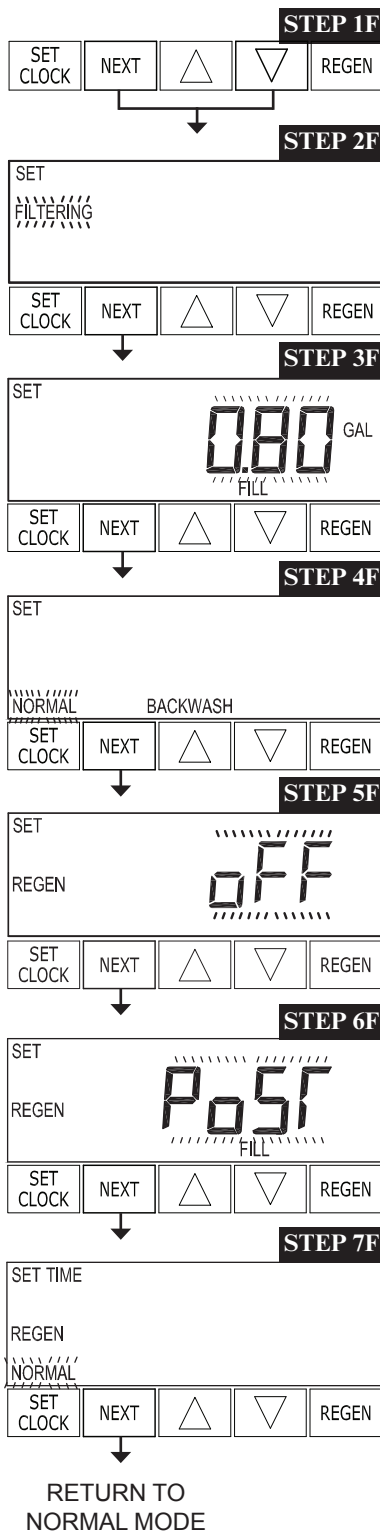 STEP 1F
SET CLOCK NEXT REGEN
STEP 2F
SET
FILTERING
SET CLOCK NEXT REGEN
STEP 3F
SET
0.80 GAL
FILL
SET CLOCK NEXT REGEN
STEP 4F
SET
NORMAL BACKWASH
SET CLOCK NEXT REGEN
STEP 5F
SET
REGEN oFF
SET CLOCK NEXT REGEN
STEP 6F
SET
REGEN PoST
FILL
SET CLOCK NEXT REGEN
STEP 7F
SET TIME
REGEN
NORMAL
SET CLOCK NEXT REGEN
RETURN TO
NORMAL MODE